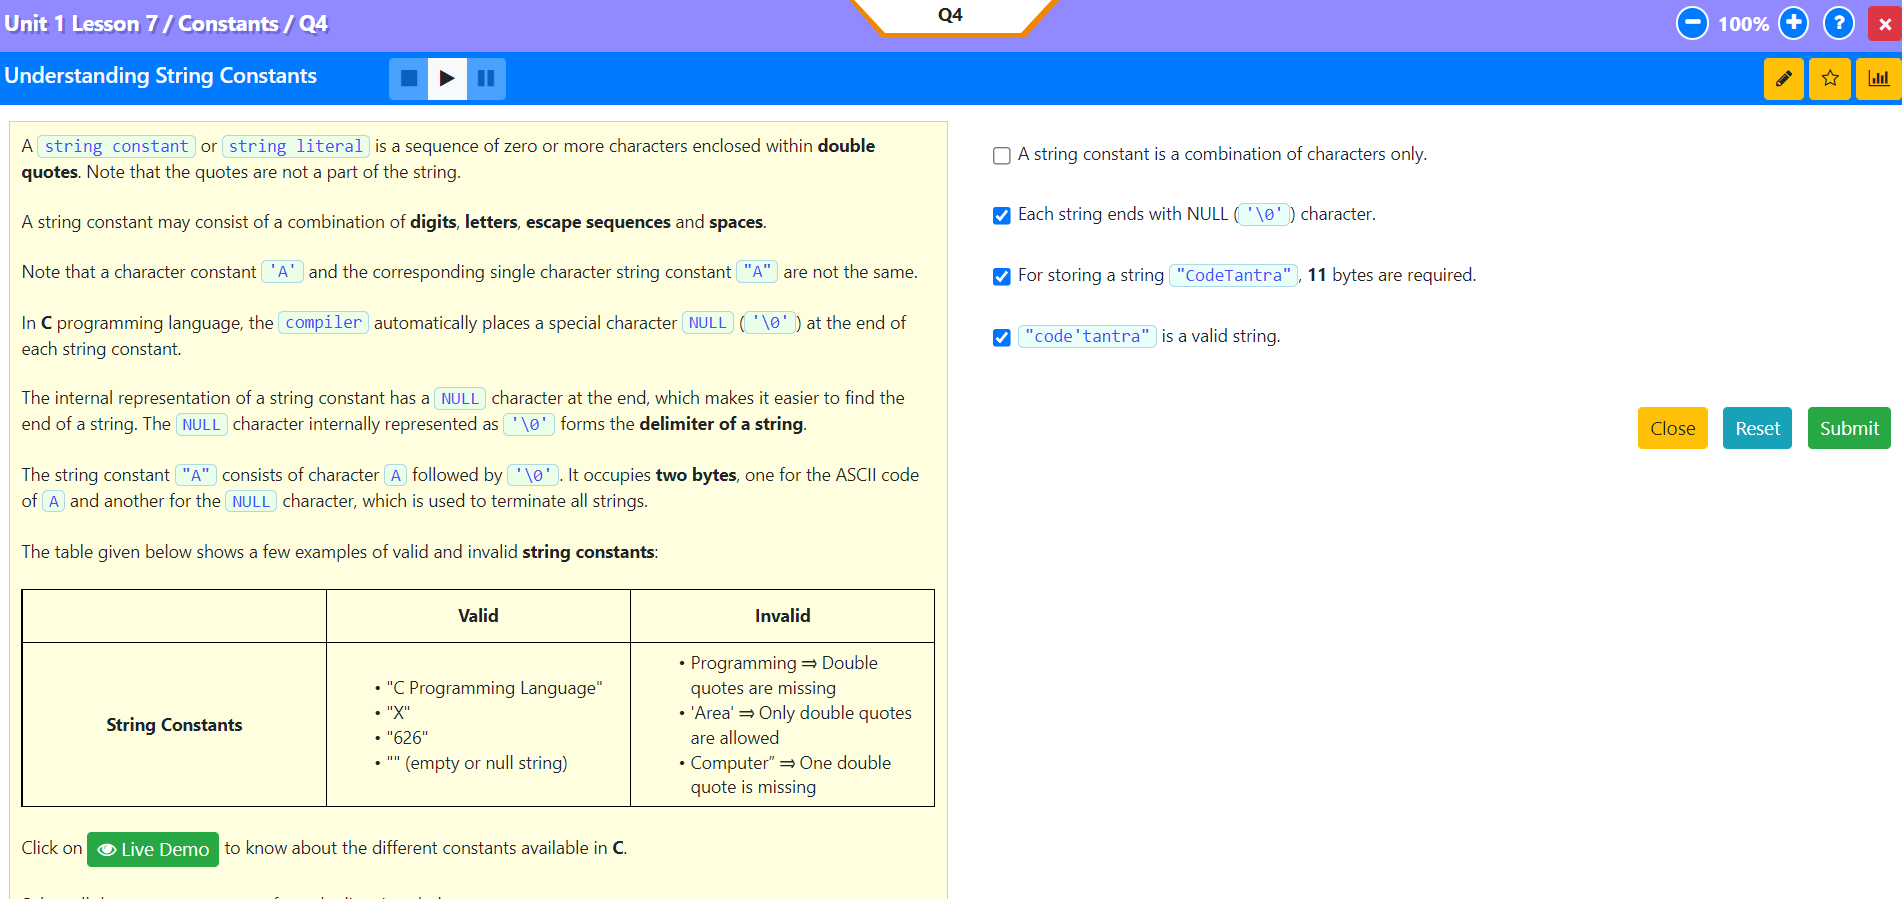 Unit 1 Lesson 7 / Constants / Q4
Q4
100%
?
Understanding String Constants
A string constant or string literal is a sequence of zero or more characters enclosed within double
quotes. Note that the quotes are not a part of the string.
A string constant may consist of a combination of digits, letters, escape sequences and spaces.
Note that a character constant 'A' and the corresponding single character string constant "A" are not the same.
In C programming language, the compiler automatically places a special character NULL ('\0') at the end of
each string constant.
The internal representation of a string constant has a NULL character at the end, which makes it easier to find the
end of a string. The NULL character internally represented as '\0' forms the delimiter of a string.
The string constant "A" consists of character A followed by '\0'. It occupies two bytes, one for the ASCII code
of A and another for the NULL character, which is used to terminate all strings.
The table given below shows a few examples of valid and invalid string constants:
Valid
Invalid
String Constants
• "C Programming Language"
• "X"
• "626"
• "" (empty or null string)
• Programming ⇒ Double
quotes are missing
• 'Area' ⇒ Only double quotes
are allowed
• Computer” ⇒ One double
quote is missing
Click on Live Demo to know about the different constants available in C.
A string constant is a combination of characters only.
Each string ends with NULL ('\0') character.
For storing a string "CodeTantra", 11 bytes are required.
"code'tantra" is a valid string.
Close
Reset
Submit